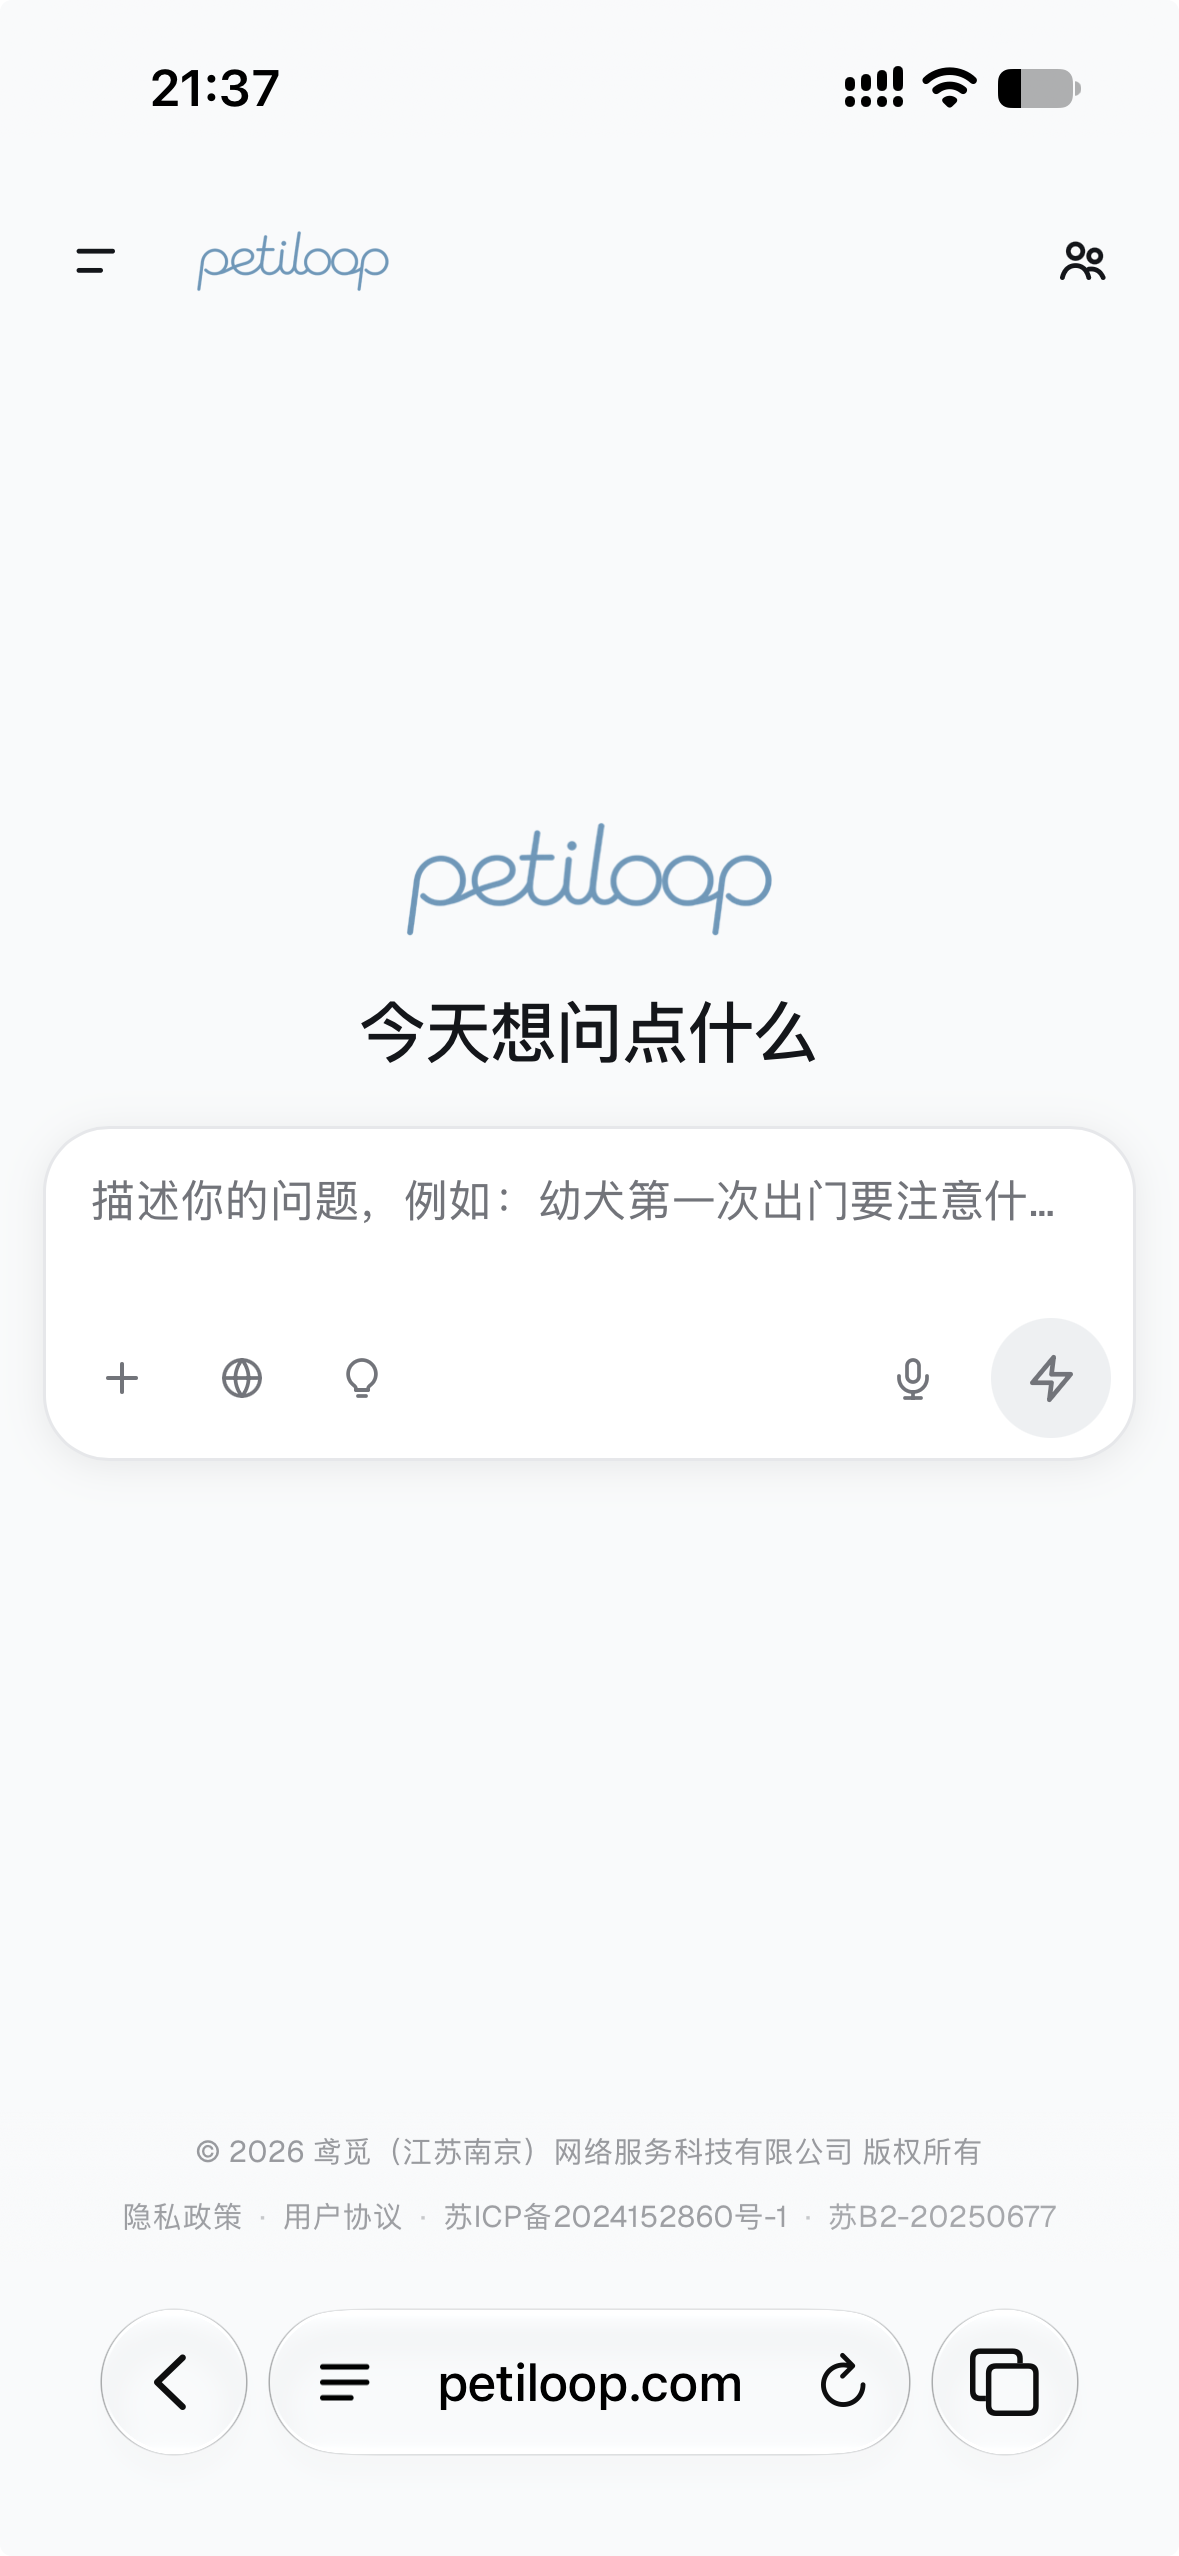 21:37
petiloop
petiloop
今天想问点什么
描述你的问题，例如：幼犬第一次出门要注意什...
© 2026 鸢觅（江苏南京）网络服务科技有限公司 版权所有
隐私政策 · 用户协议 · 苏ICP备2024152860号-1 · 苏B2-20250677
petiloop.com